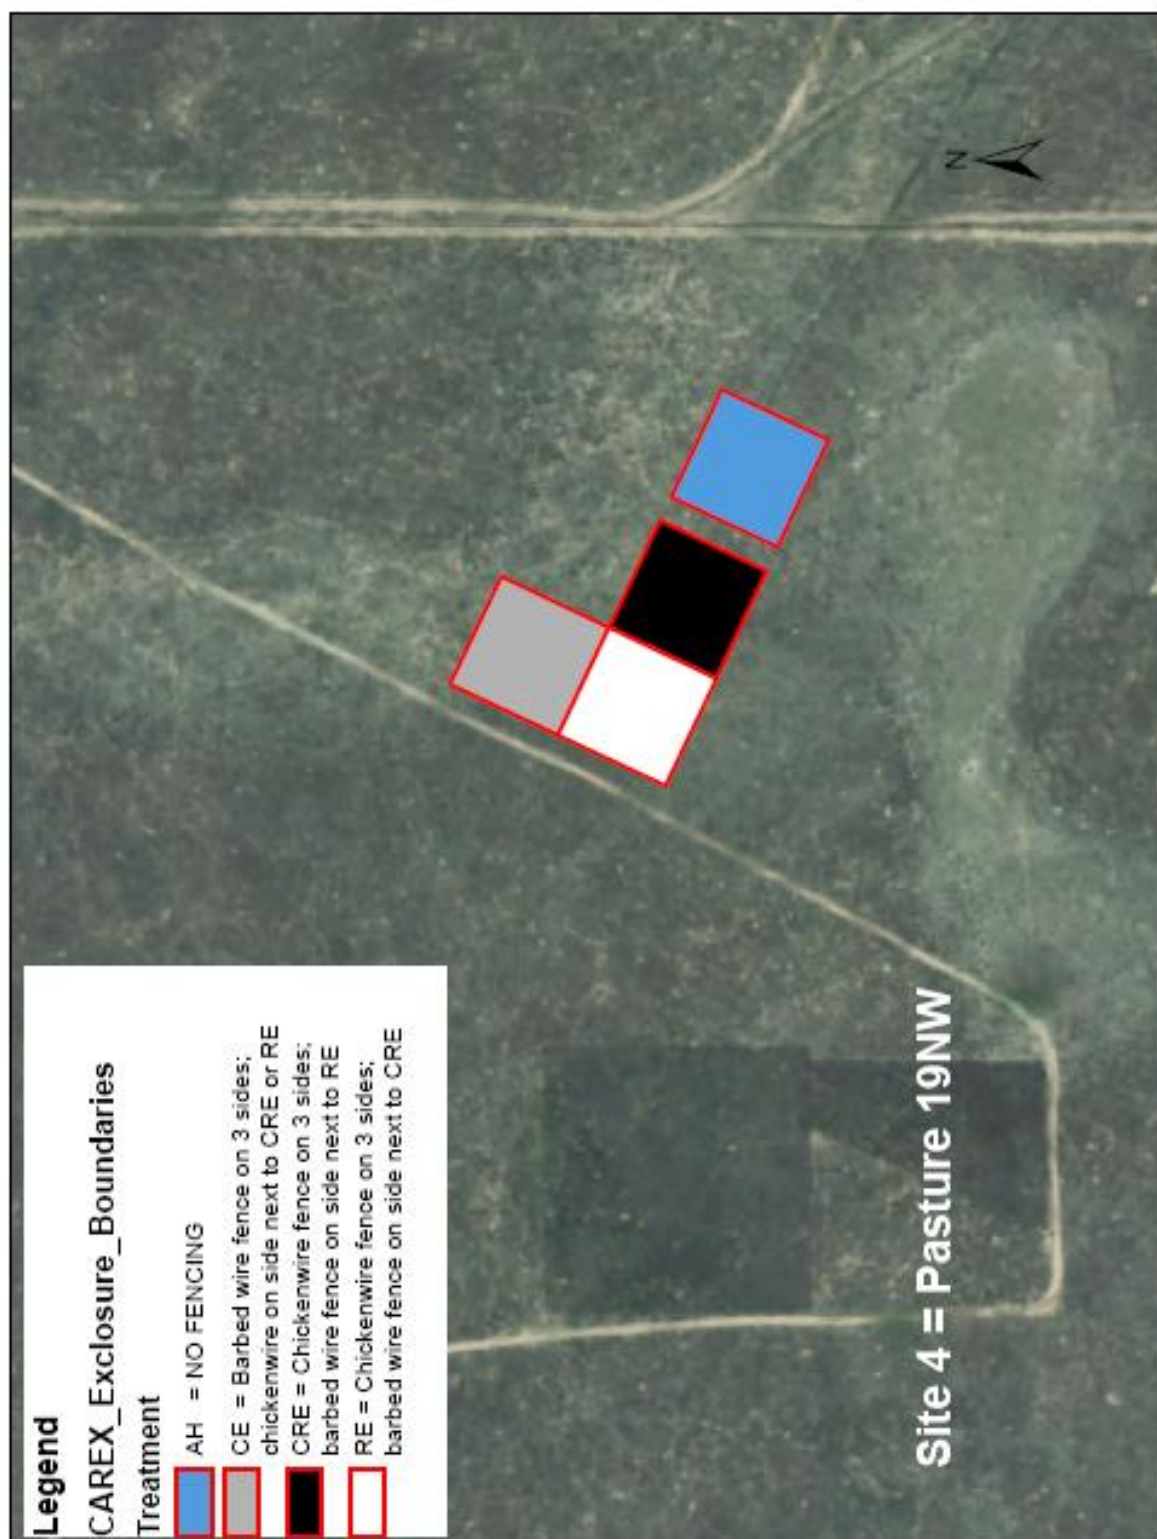 Legend
CAREX_Exclosure_Boundaries
Treatment
AH = NO FENCING
CE = Barbed wire fence on 3 sides;
chickenwire on side next to CRE or RE
CRE = Chickenwire fence on 3 sides;
barbed wire fence on side next to RE
RE = Chickenwire fence on 3 sides;
barbed wire fence on side next to CRE
Site 4 = Pasture 19NW
N